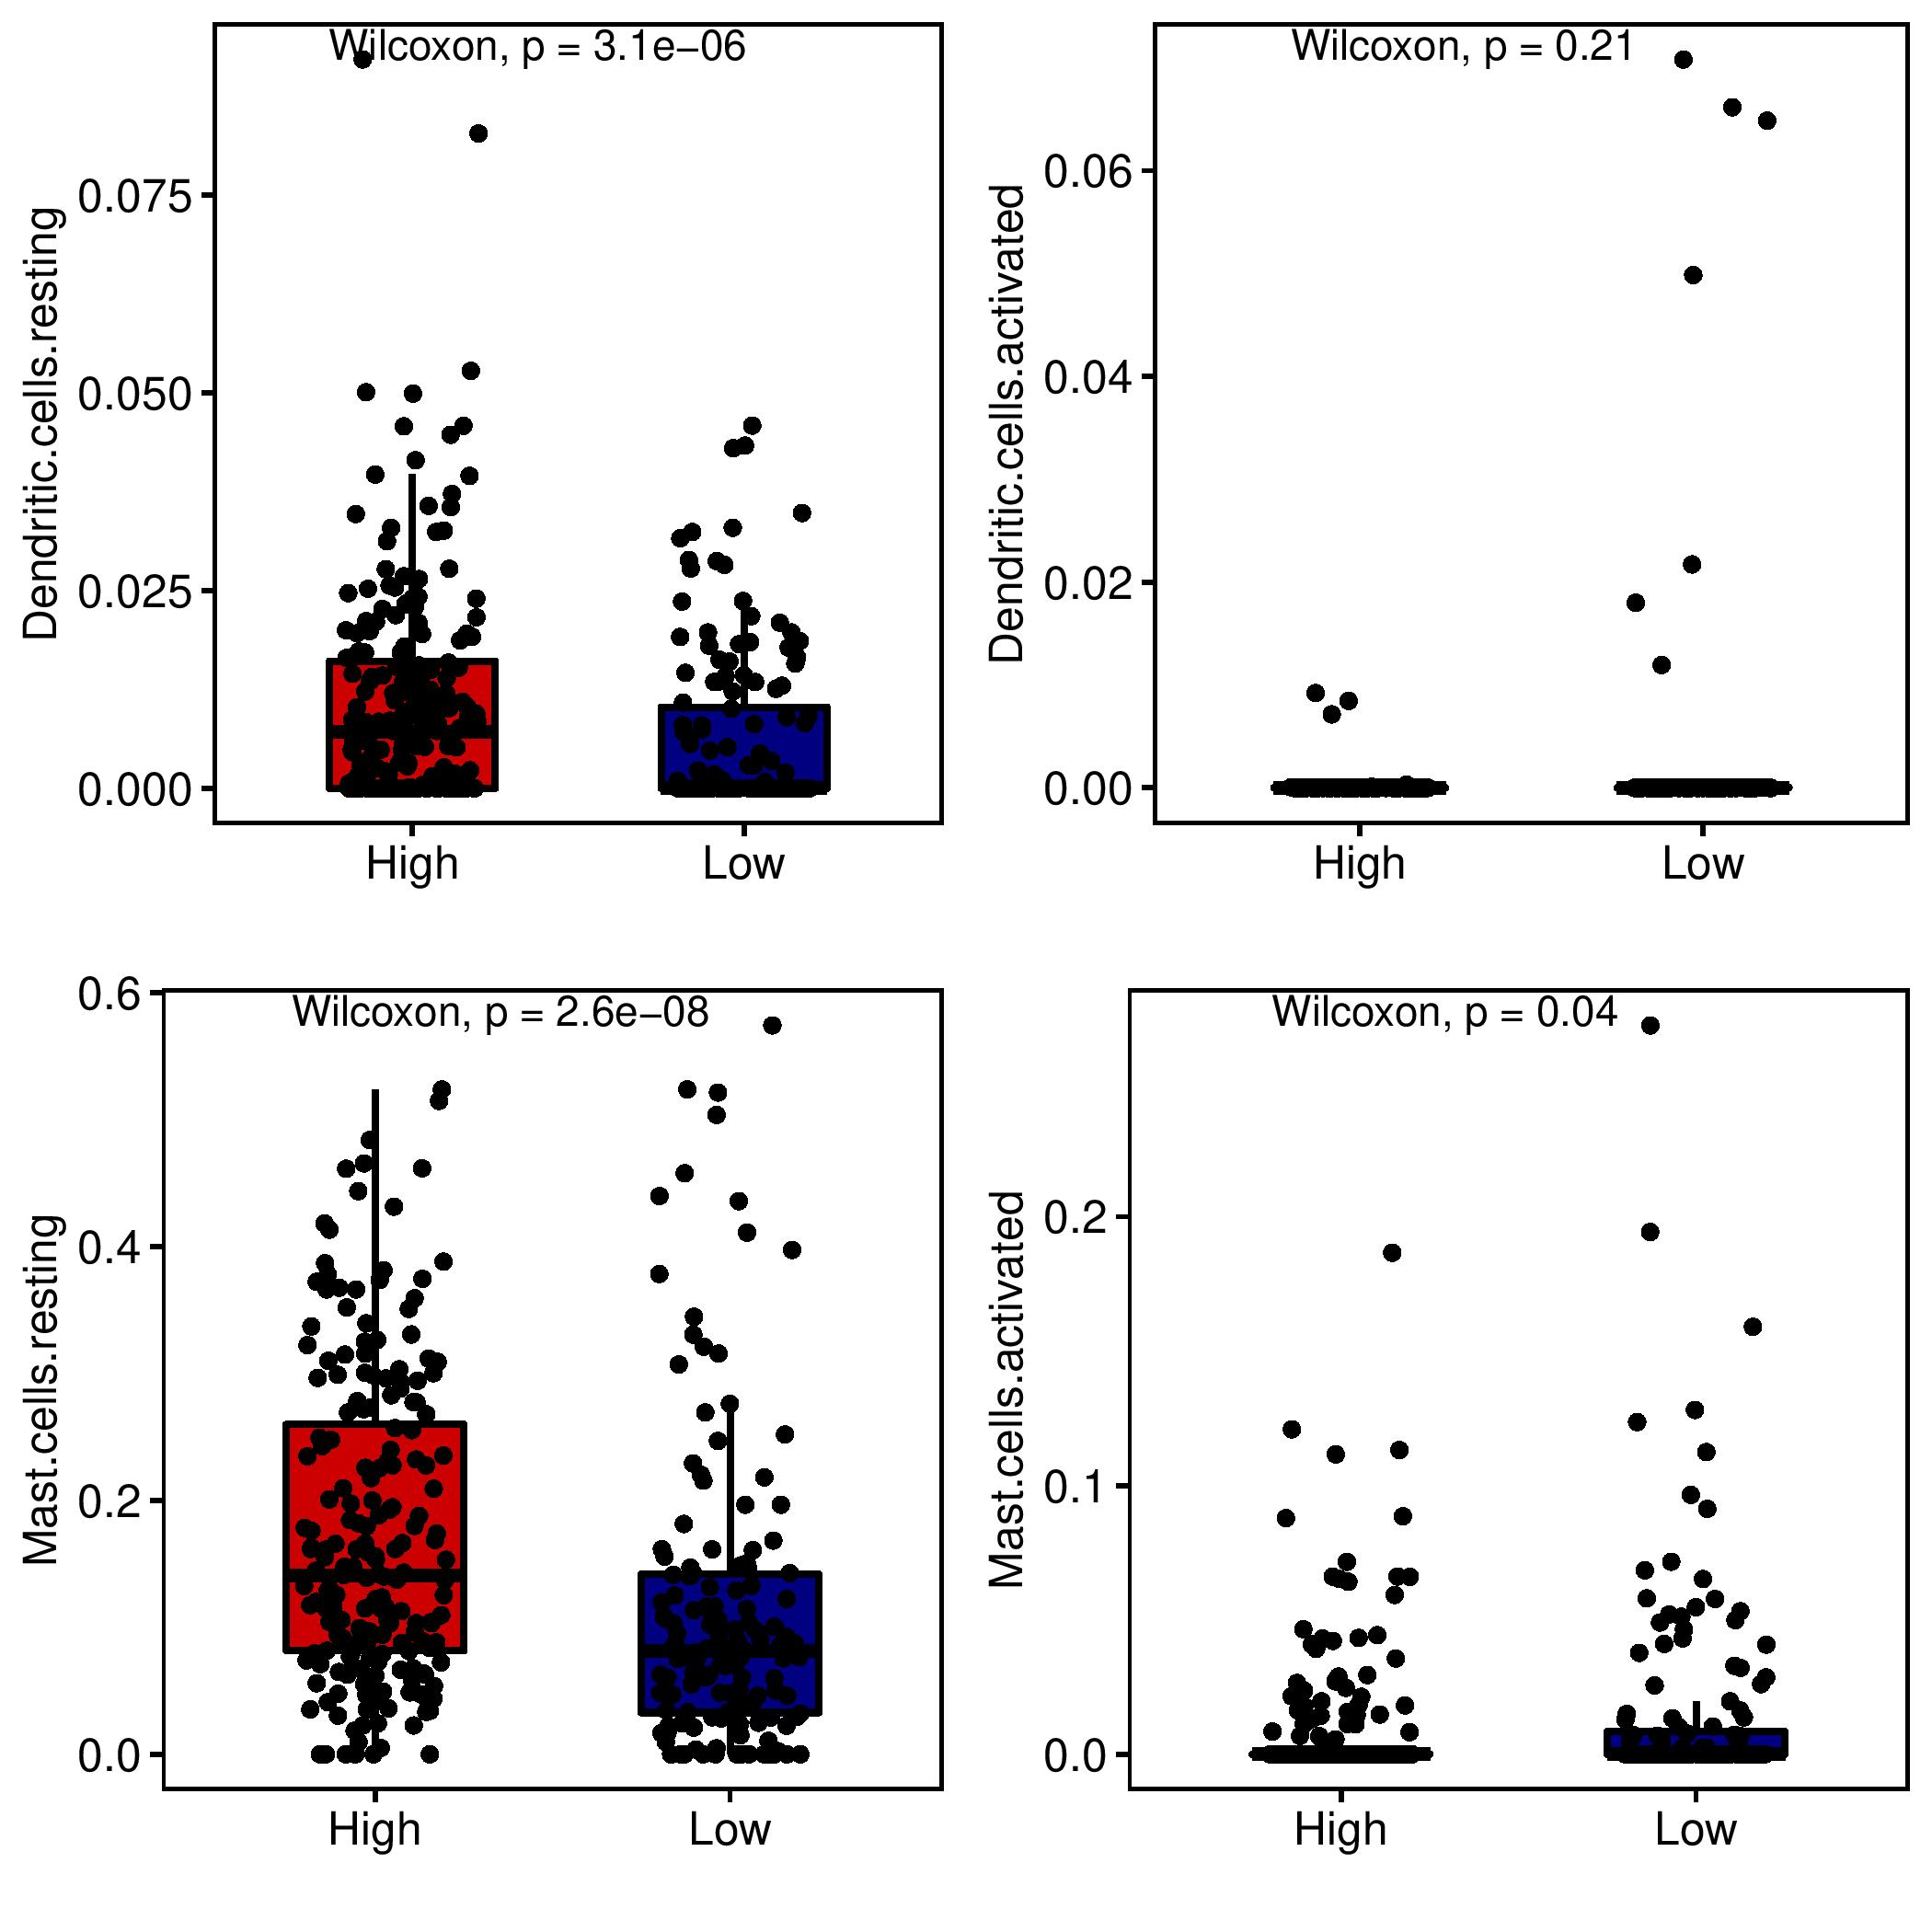 Wilcoxon, p = 3.1e−06
Dendritic.cells.resting
0.075
0.050
0.025
0.000
High
Low
Wilcoxon, p = 0.21
Dendritic.cells.activated
0.06
0.04
0.02
0.00
High
Low
Wilcoxon, p = 2.6e−08
Mast.cells.resting
0.6
0.4
0.2
0.0
High
Low
Wilcoxon, p = 0.04
Mast.cells.activated
0.2
0.1
0.0
High
Low